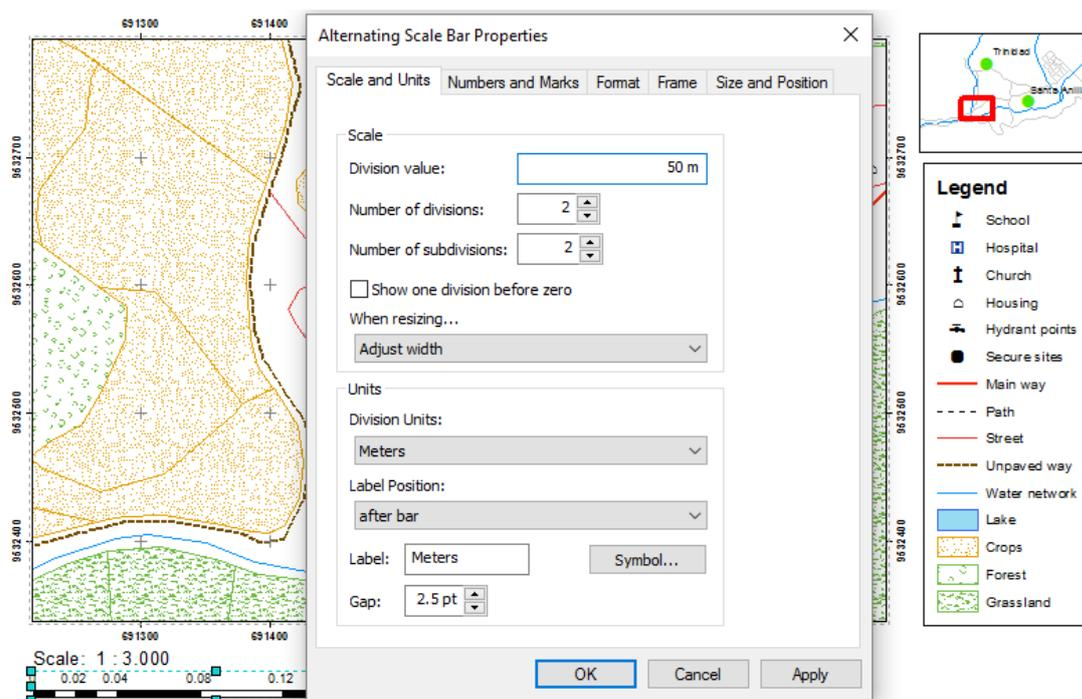 691300
691400
Alternating Scale Bar Properties
Scale and Units
Numbers and Marks
Format
Frame
Size and Position
Scale
Division value:
50 m
Number of divisions:
2
Number of subdivisions:
2
Show one division before zero
When resizing...
Adjust width
Units
Division Units:
Meters
Label Position:
after bar
Label:
Meters
Symbol...
Gap:
2.5 pt
OK
Cancel
Apply
9632700
9632600
9632500
9632400
9632700
9632600
9632500
9632400
691300
691400
Scale: 1 : 3.000
0.02 0.04 0.08 0.12
Trinidad
Legend
School
Hospital
Church
Housing
Hydrant points
Secure sites
Main way
Path
Street
Unpaved way
Water network
Lake
Crops
Forest
Grassland